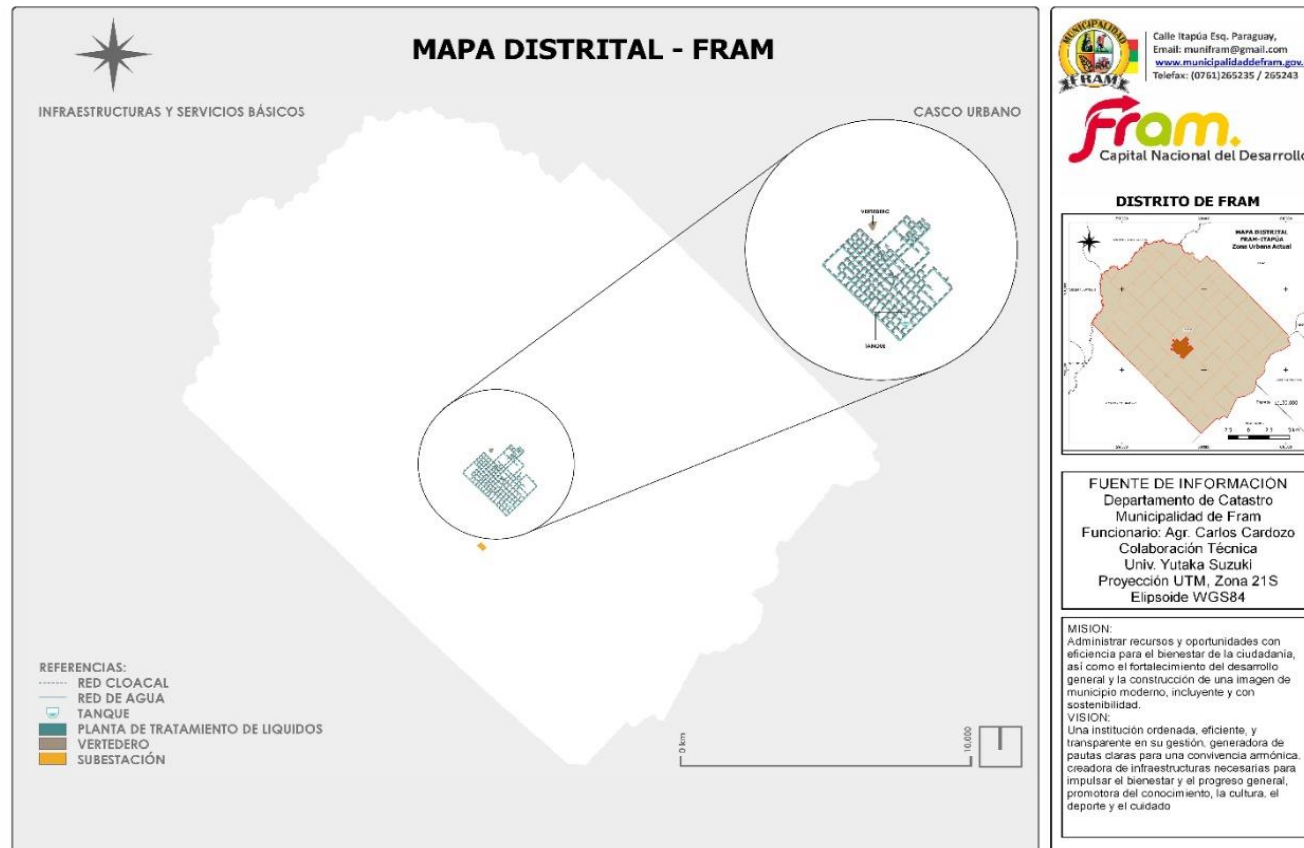 MAPA DISTRITAL - FRAM
INFRAESTRUCTURAS Y SERVICIOS BÁSICOS
CASCO URBANO
VERTEDERO
TANQUE
REFERENCIAS:
RED CLOACAL
RED DE AGUA
TANQUE
PLANTA DE TRATAMIENTO DE LIQUIDOS
VERTEDERO
SUBESTACIÓN
0 km
10.000
MUNICIPALIDAD
FRAM
Calle Itapúa Esq. Paraguay,
Email: munifram@gmail.com
www.municipalidaddefram.gov.
Telefax: (0761)265235 / 265243
Fram.
Capital Nacional del Desarrollo
DISTRITO DE FRAM
MAPA DISTRITAL
FRAM-ITAPÚA
Zona Urbana Actual
FUENTE DE INFORMACIÓN
Departamento de Catastro
Municipalidad de Fram
Funcionario: Agr. Carlos Cardozo
Colaboración Técnica
Univ. Yutaka Suzuki
Proyección UTM, Zona 21S
Elipsoide WGS84
MISION:
Administrar recursos y oportunidades con
eficiencia para el bienestar de la ciudadanía,
así como el fortalecimiento del desarrollo
general y la construcción de una imagen de
municipio moderno, incluyente y con
sostenibilidad.
VISION:
Una institución ordenada, eficiente, y
transparente en su gestión, generadora de
pautas claras para una convivencia armónica,
creadora de infraestructuras necesarias para
impulsar el bienestar y el progreso general,
promotora del conocimiento, la cultura, el
deporte y el cuidado